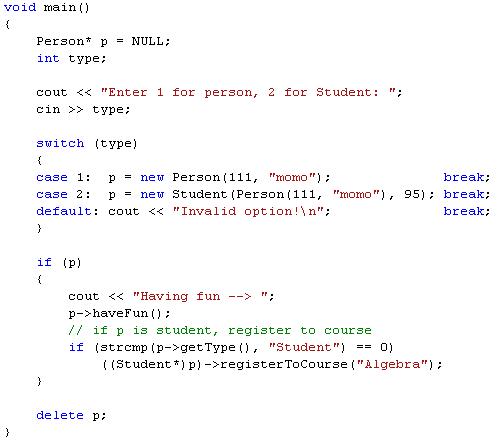 void main()
{
    Person* p = NULL;
    int type;

    cout << "Enter 1 for person, 2 for Student: ";
    cin >> type;

    switch (type)
    {
    case 1:  p = new Person(111, "momo");              break;
    case 2:  p = new Student(Person(111, "momo"), 95); break;
    default: cout << "Invalid option!\n";              break;
    }

    if (p)
    {
        cout << "Having fun --> ";
        p->haveFun();
        // if p is student, register to course
        if (strcmp(p->getType(), "Student") == 0)
            ((Student*)p)->registerToCourse("Algebra");
    }

    delete p;
}